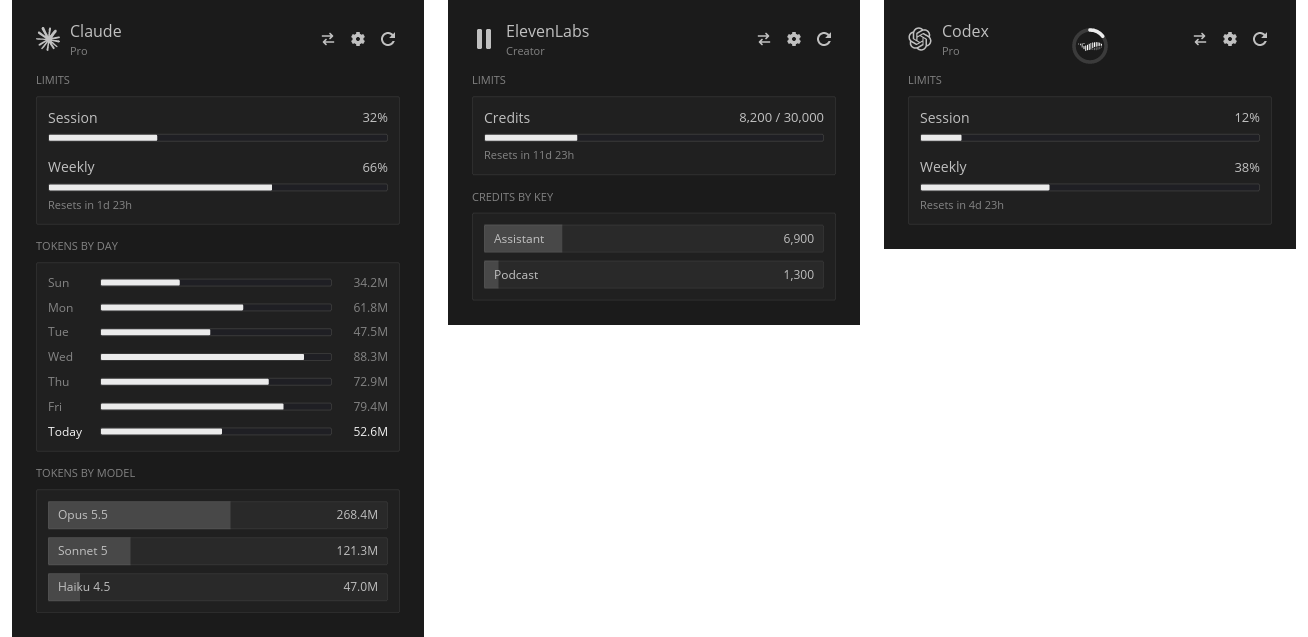 Claude
Pro
LIMITS
Session 32%
Weekly 66%
Resets in 1d 23h
TOKENS BY DAY
Sun 34.2M
Mon 61.8M
Tue 47.5M
Wed 88.3M
Thu 72.9M
Fri 79.4M
Today 52.6M
TOKENS BY MODEL
Opus 5.5 268.4M
Sonnet 5 121.3M
Haiku 4.5 47.0M
ElevenLabs
Creator
LIMITS
Credits 8,200 / 30,000
Resets in 11d 23h
CREDITS BY KEY
Assistant 6,900
Podcast 1,300
Codex
Pro
LIMITS
Session 12%
Weekly 38%
Resets in 4d 23h